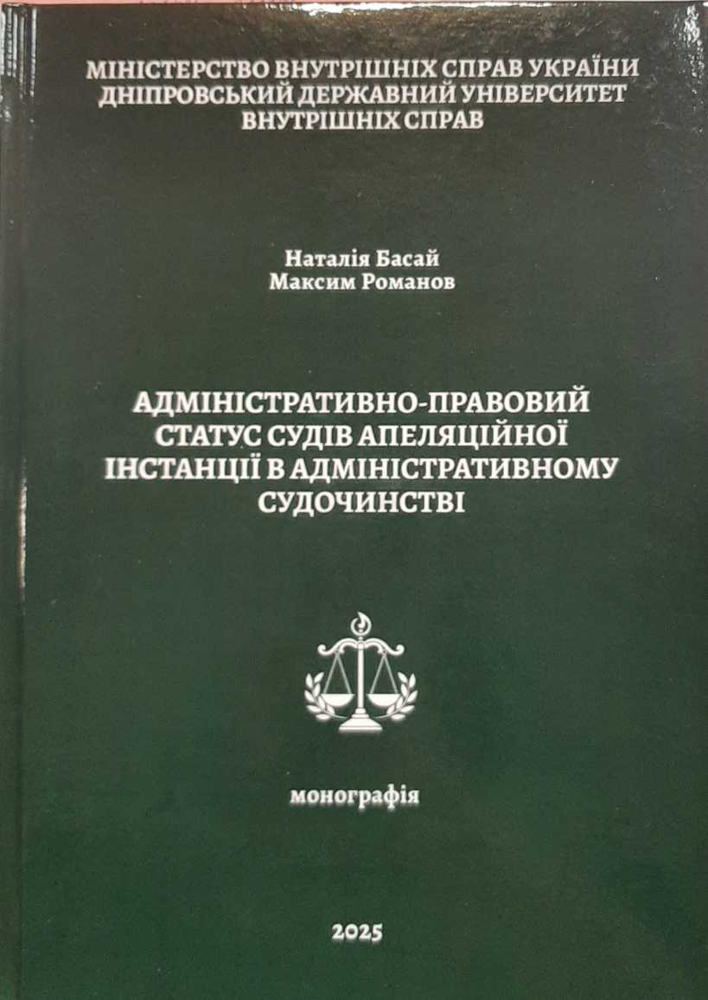 МІНІСТЕРСТВО ВНУТРІШНІХ СПРАВ УКРАЇНИ
ДНІПРОВСЬКИЙ ДЕРЖАВНИЙ УНІВЕРСИТЕТ
ВНУТРІШНІХ СПРАВ
Наталія Басай
Максим Романов
АДМІНІСТРАТИВНО-ПРАВОВИЙ
СТАТУС СУДІВ АПЕЛЯЦІЙНОЇ
ІНСТАНЦІЇ В АДМІНІСТРАТИВНОМУ
СУДОЧИНСТВІ
монографія
2025